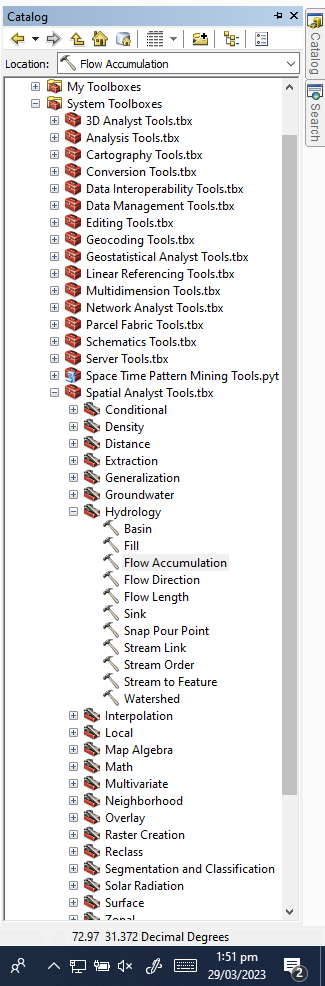 Catalog
Location: Flow Accumulation
Catalog
Search
My Toolboxes
System Toolboxes
3D Analyst Tools.tbx
Analysis Tools.tbx
Cartography Tools.tbx
Conversion Tools.tbx
Data Interoperability Tools.tbx
Data Management Tools.tbx
Editing Tools.tbx
Geocoding Tools.tbx
Geostatistical Analyst Tools.tbx
Linear Referencing Tools.tbx
Multidimension Tools.tbx
Network Analyst Tools.tbx
Parcel Fabric Tools.tbx
Schematics Tools.tbx
Server Tools.tbx
Space Time Pattern Mining Tools.pyt
Spatial Analyst Tools.tbx
Conditional
Density
Distance
Extraction
Generalization
Groundwater
Hydrology
Basin
Fill
Flow Accumulation
Flow Direction
Flow Length
Sink
Snap Pour Point
Stream Link
Stream Order
Stream to Feature
Watershed
Interpolation
Local
Map Algebra
Math
Multivariate
Neighborhood
Overlay
Raster Creation
Reclass
Segmentation and Classification
Solar Radiation
Surface
Zonal
72.97 31.372 Decimal Degrees
1:51 pm
29/03/2023
2